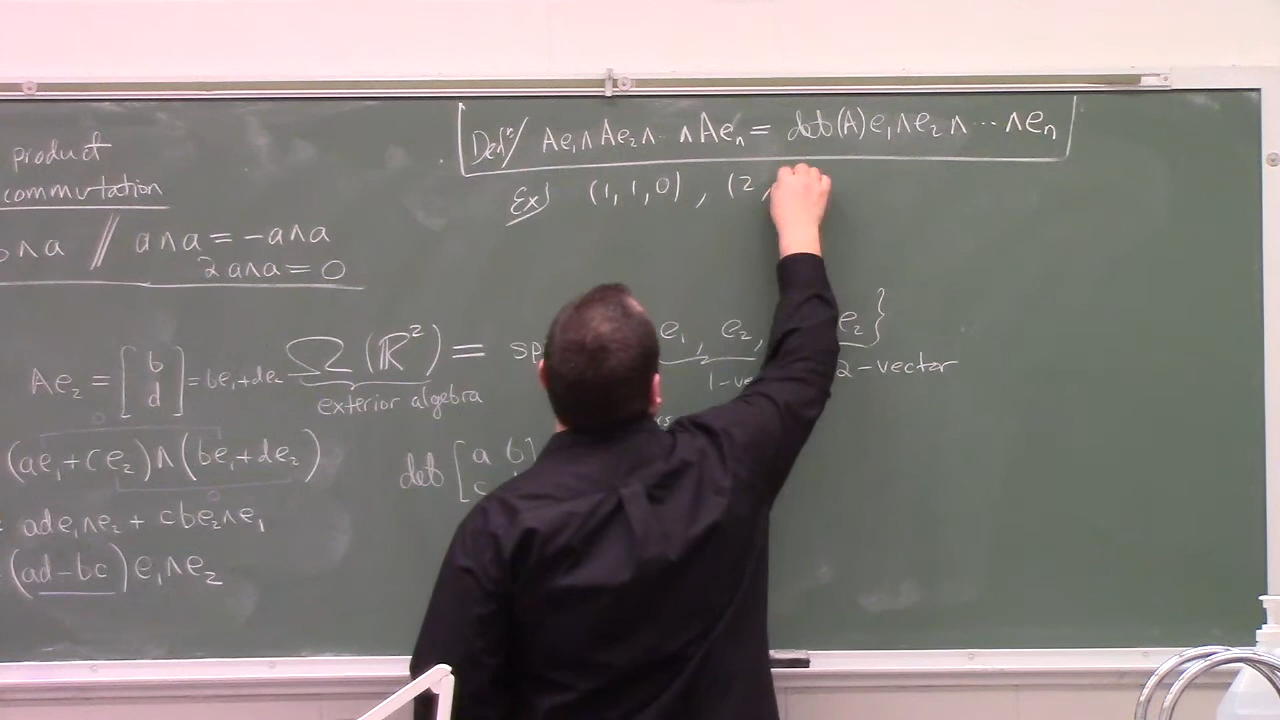 product
commutation
∧a // a∧a = -a∧a
2a∧a = 0
Ae₂ = [b d] = be₁+de₂
(ae₁+ce₂)∧(be₁+de₂)
ade₁∧e₂ + cbe₂∧e₁
(ad-bc)e₁∧e₂
Defⁿ/ Ae₁∧Ae₂∧⋯∧Aeₙ = det(A)e₁∧e₂∧⋯∧eₙ
Ex) (1,1,0), (2,
Ω(ℝ²) = sp e₁, e₂, e₂}
exterior algebra 1-ve 2-vector
det [a b
c